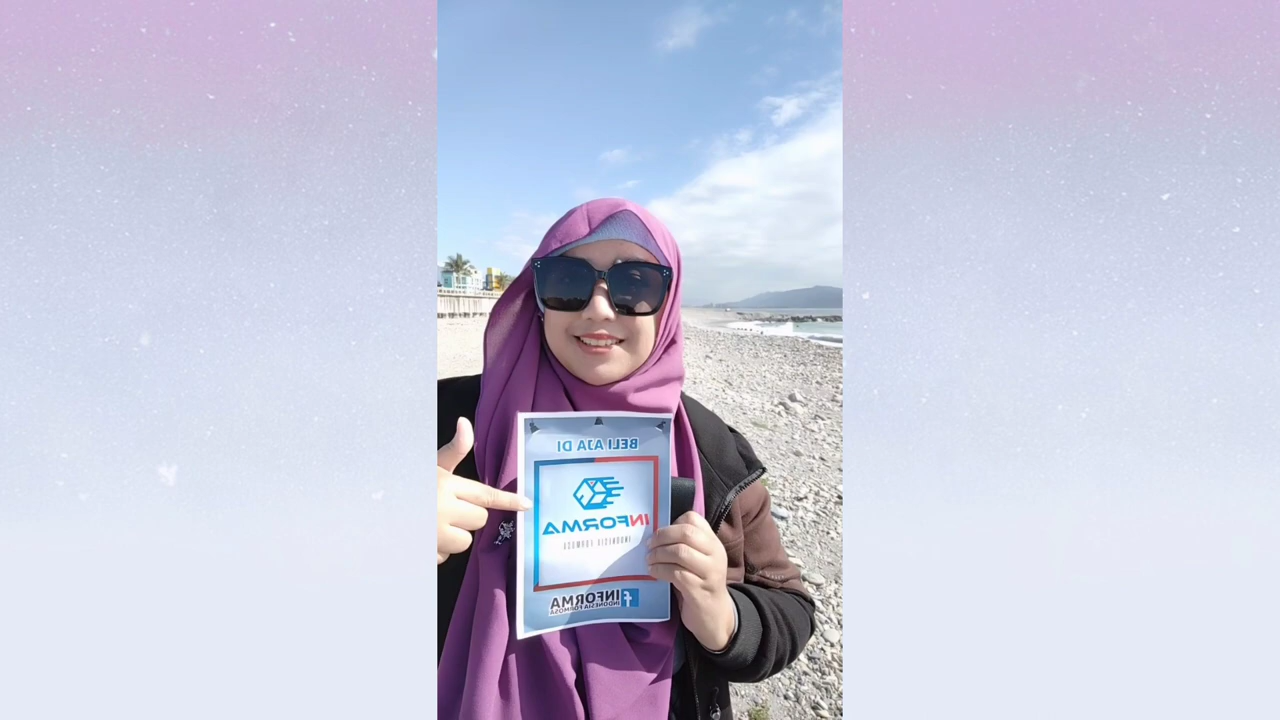 BELI AJA DI
INFORMA
INDONESIA FORMOSA
f INFORMA
INDONESIA FORMOSA